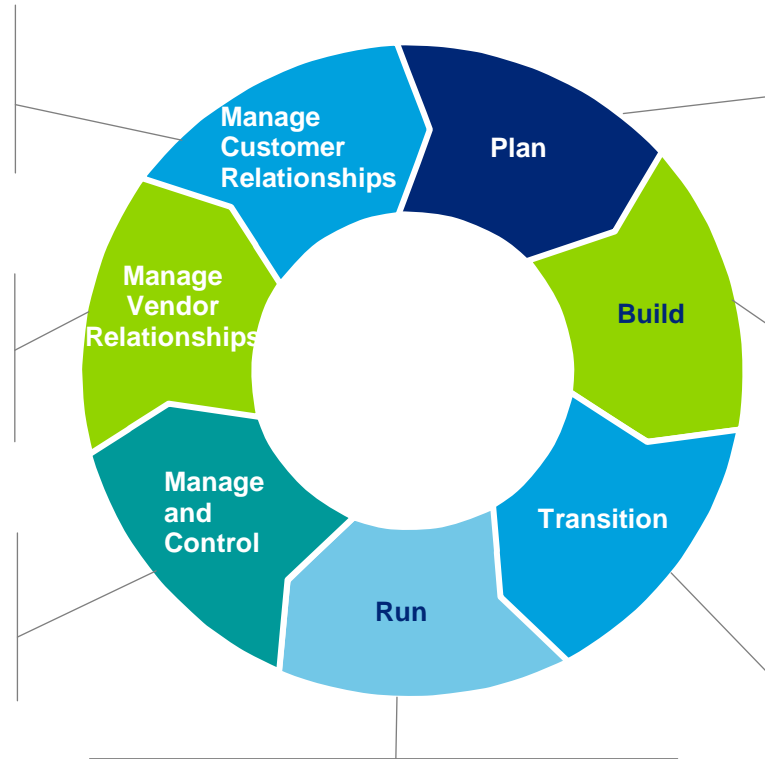 Plan
Build
Transition
Run
Manage
and
Control
Manage
Vendor
Relationships
Manage
Customer
Relationships